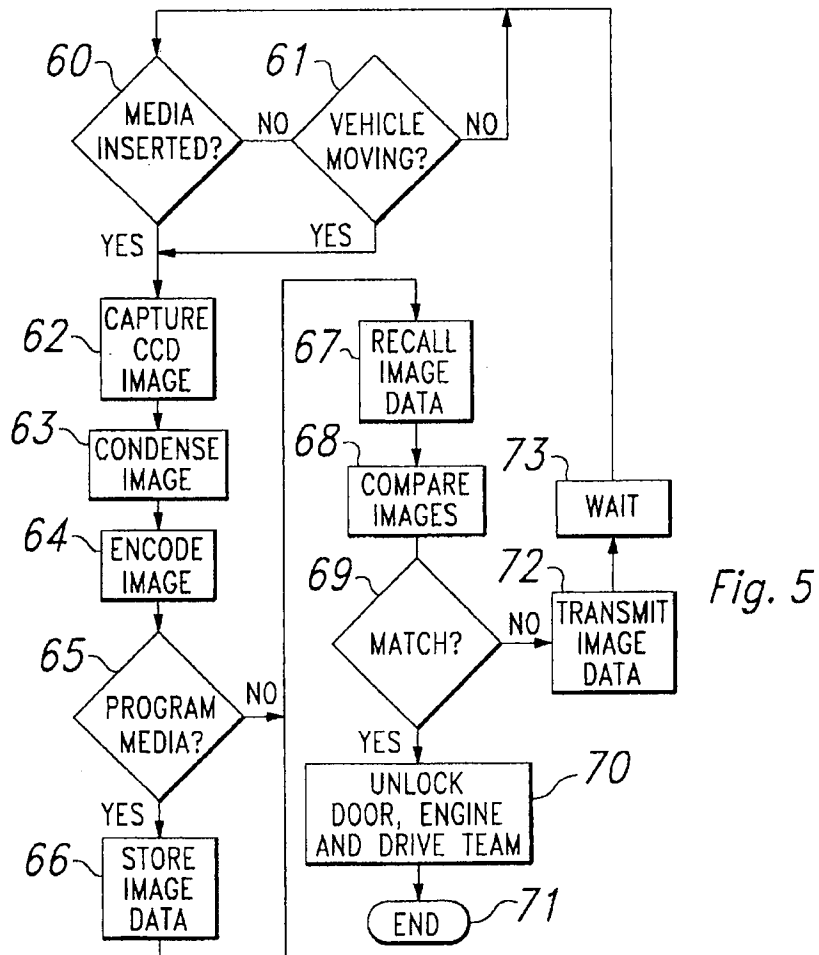 60
MEDIA
INSERTED?
NO
61
VEHICLE
MOVING?
NO
YES
YES
62
CAPTURE
CCD
IMAGE
63
CONDENSE
IMAGE
64
ENCODE
IMAGE
65
PROGRAM
MEDIA?
NO
YES
66
STORE
IMAGE
DATA
67
RECALL
IMAGE
DATA
68
COMPARE
IMAGES
69
MATCH?
NO
YES
70
UNLOCK
DOOR, ENGINE
AND DRIVE TEAM
END
71
72
TRANSMIT
IMAGE
DATA
73
WAIT
Fig. 5